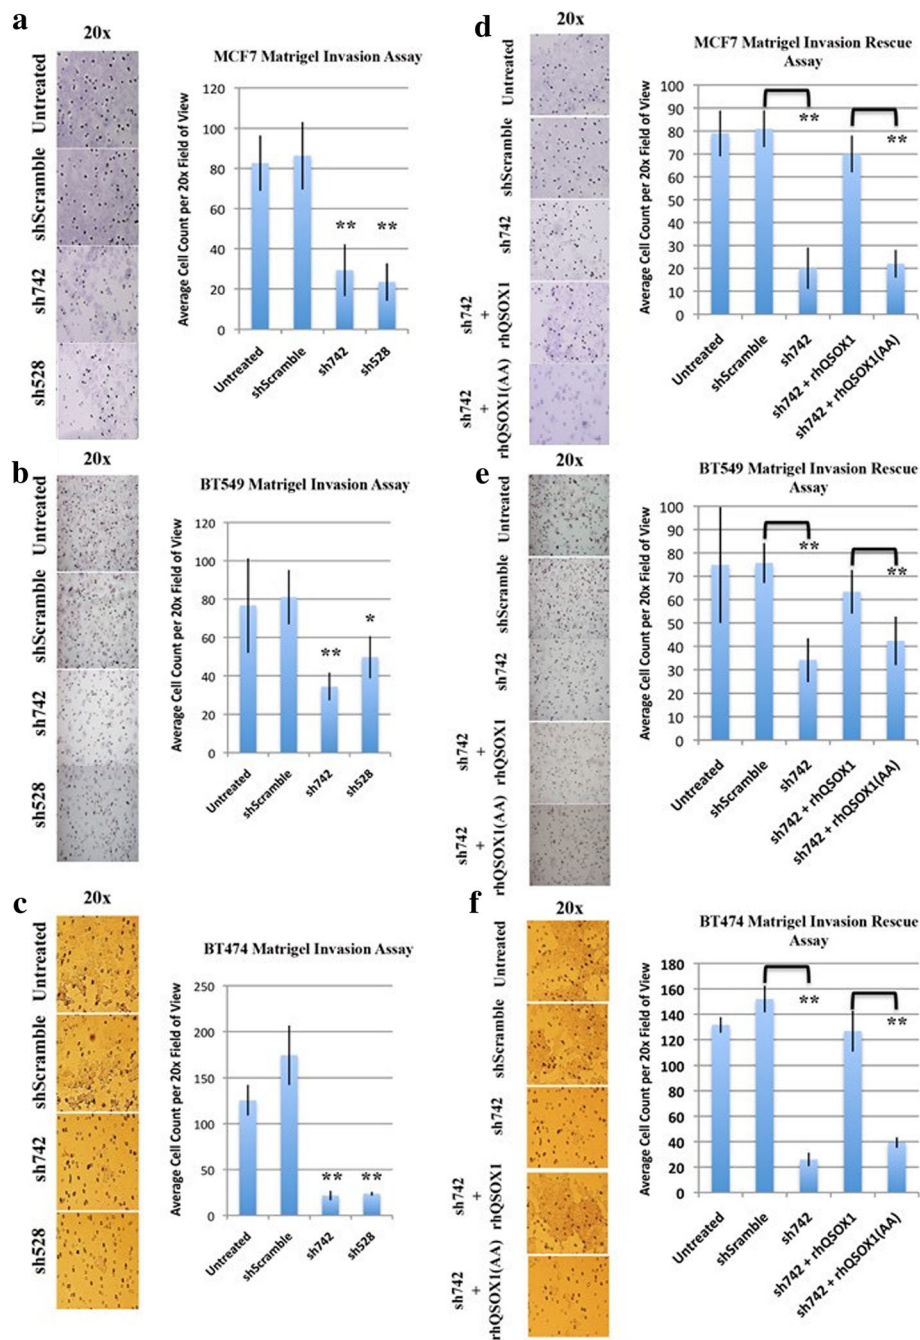 a
20x
Untreated
shScramble
sh742
sh528
MCF7 Matrigel Invasion Assay
Average Cell Count per 20x Field of View
120
100
80
60
40
20
0
**
**
Untreated
shScramble
sh742
sh528
d
20x
Untreated
shScramble
sh742
sh742
+
rhQSOX1
sh742
+
rhQSOX1(AA)
MCF7 Matrigel Invasion Rescue
Assay
Average Cell Count per 20x Field of View
100
90
80
70
60
50
40
30
20
10
0
**
**
Untreated
shScramble
sh742
sh742 + rhQSOX1
sh742 + rhQSOX1(AA)
b
20x
Untreated
shScramble
sh742
sh528
BT549 Matrigel Invasion Assay
Average Cell Count per 20x Field of View
120
100
80
60
40
20
0
**
*
Untreated
shScramble
sh742
sh528
e
20x
Untreated
shScramble
sh742
sh742
+
rhQSOX1
sh742
+
rhQSOX1(AA)
BT549 Matrigel Invasion Rescue
Assay
Average Cell Count per 20x Field of View
100
90
80
70
60
50
40
30
20
10
0
**
**
Untreated
shScramble
sh742
sh742 + rhQSOX1
sh742 + rhQSOX1(AA)
c
20x
Untreated
shScramble
sh742
sh528
BT474 Matrigel Invasion Assay
Average Cell Count per 20x Field of View
250
200
150
100
50
0
**
**
Untreated
shScramble
sh742
sh528
f
20x
Untreated
shScramble
sh742
sh742
+
rhQSOX1
sh742
+
rhQSOX1(AA)
BT474 Matrigel Invasion Rescue
Assay
Average Cell Count per 20x Field of View
180
160
140
120
100
80
60
40
20
0
**
**
Untreated
shSramble
sh742
sh742 + rhQSOX1
sh742 + rhQSOX1(AA)